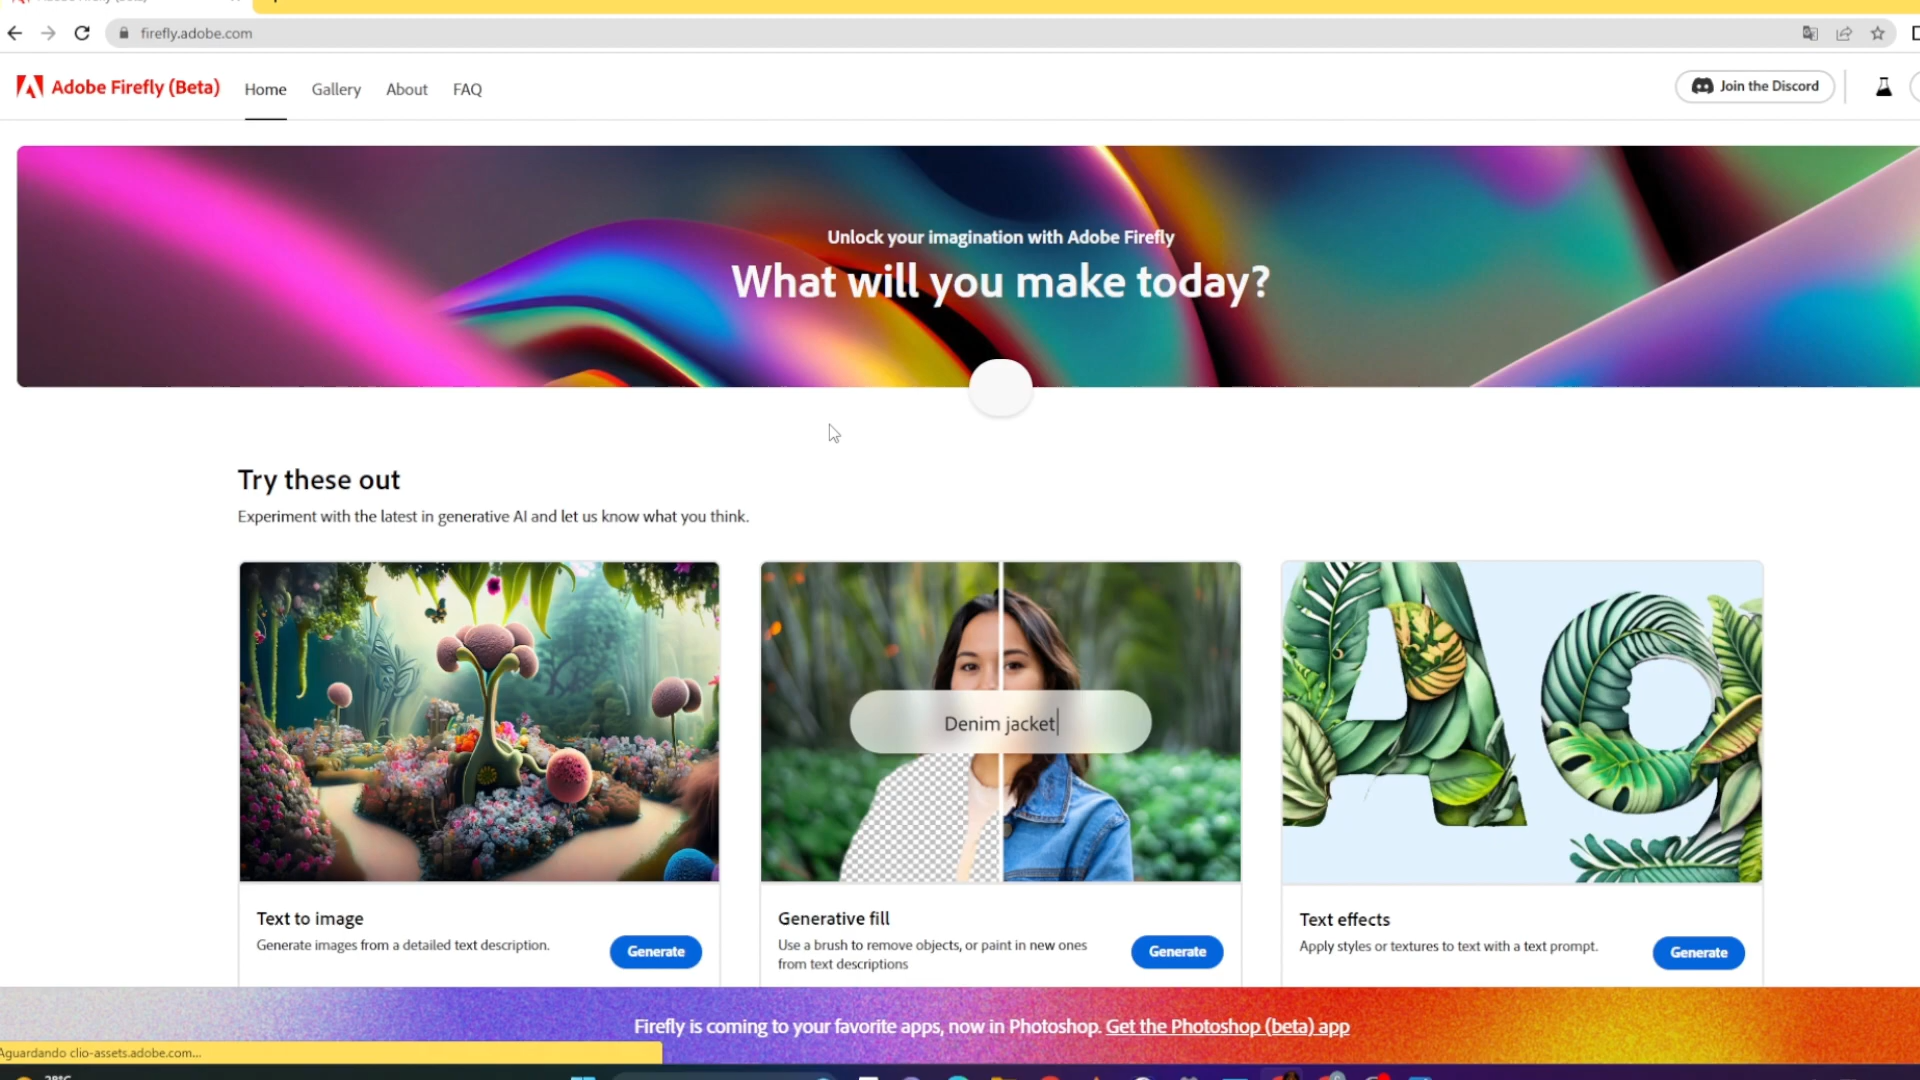 firefly.adobe.com
Adobe Firefly (Beta) Home Gallery About FAQ Join the Discord
Unlock your imagination with Adobe Firefly
What will you make today?
Try these out
Experiment with the latest in generative AI and let us know what you think.
Denim jacket
Ag
Text to image
Generate images from a detailed text description.
Generate
Generative fill
Use a brush to remove objects, or paint in new ones
from text descriptions
Generate
Text effects
Apply styles or textures to text with a text prompt.
Generate
Firefly is coming to your favorite apps, now in Photoshop. Get the Photoshop (beta) app
Aguardando clio-assets.adobe.com...